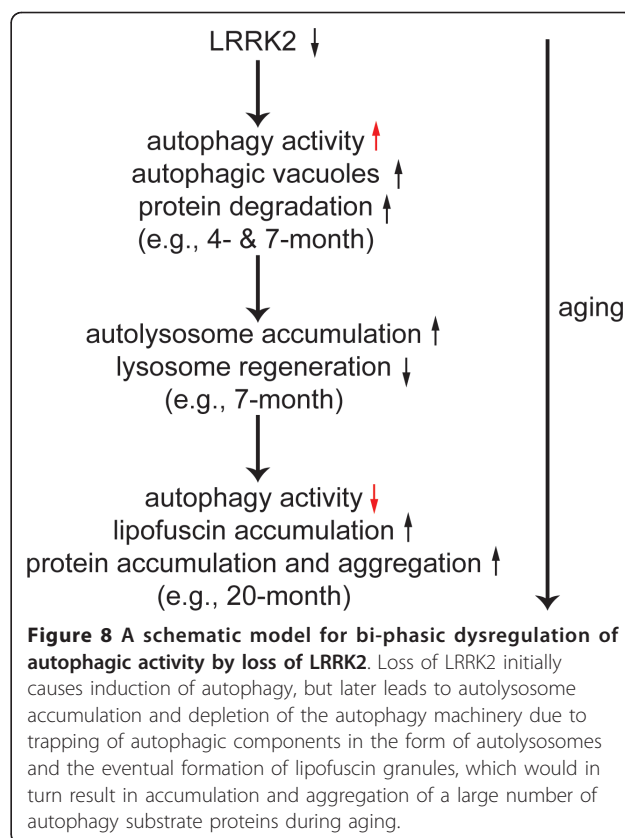 LRRK2 ↓
autophagy activity ↑
autophagic vacuoles ↑
protein degradation ↑
(e.g., 4- & 7-month)
aging
autolysosome accumulation ↑
lysosome regeneration ↓
(e.g., 7-month)
autophagy activity ↓
lipofuscin accumulation ↑
protein accumulation and aggregation ↑
(e.g., 20-month)
Figure 8 A schematic model for bi-phasic dysregulation of
autophagic activity by loss of LRRK2. Loss of LRRK2 initially
causes induction of autophagy, but later leads to autolysosome
accumulation and depletion of the autophagy machinery due to
trapping of autophagic components in the form of autolysosomes
and the eventual formation of lipofuscin granules, which would in
turn result in accumulation and aggregation of a large number of
autophagy substrate proteins during aging.